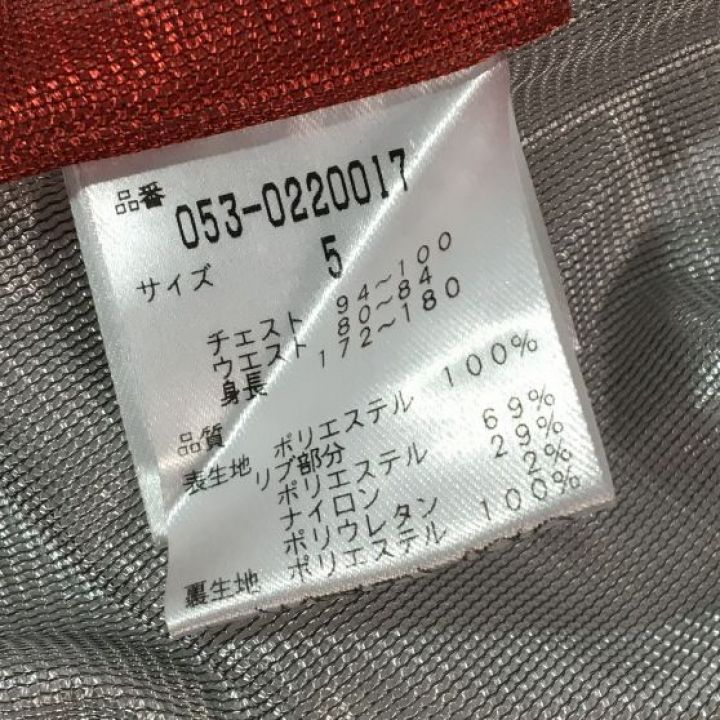 品番 053-0220017
サイズ 5
チェスト 94~100
ウエスト 80~84
身長 172~180
品質
表生地 ポリエステル 100%
リブ部分
ポリエステル 69%
ナイロン 29%
ポリウレタン 2%
裏生地 ポリエステル 100%